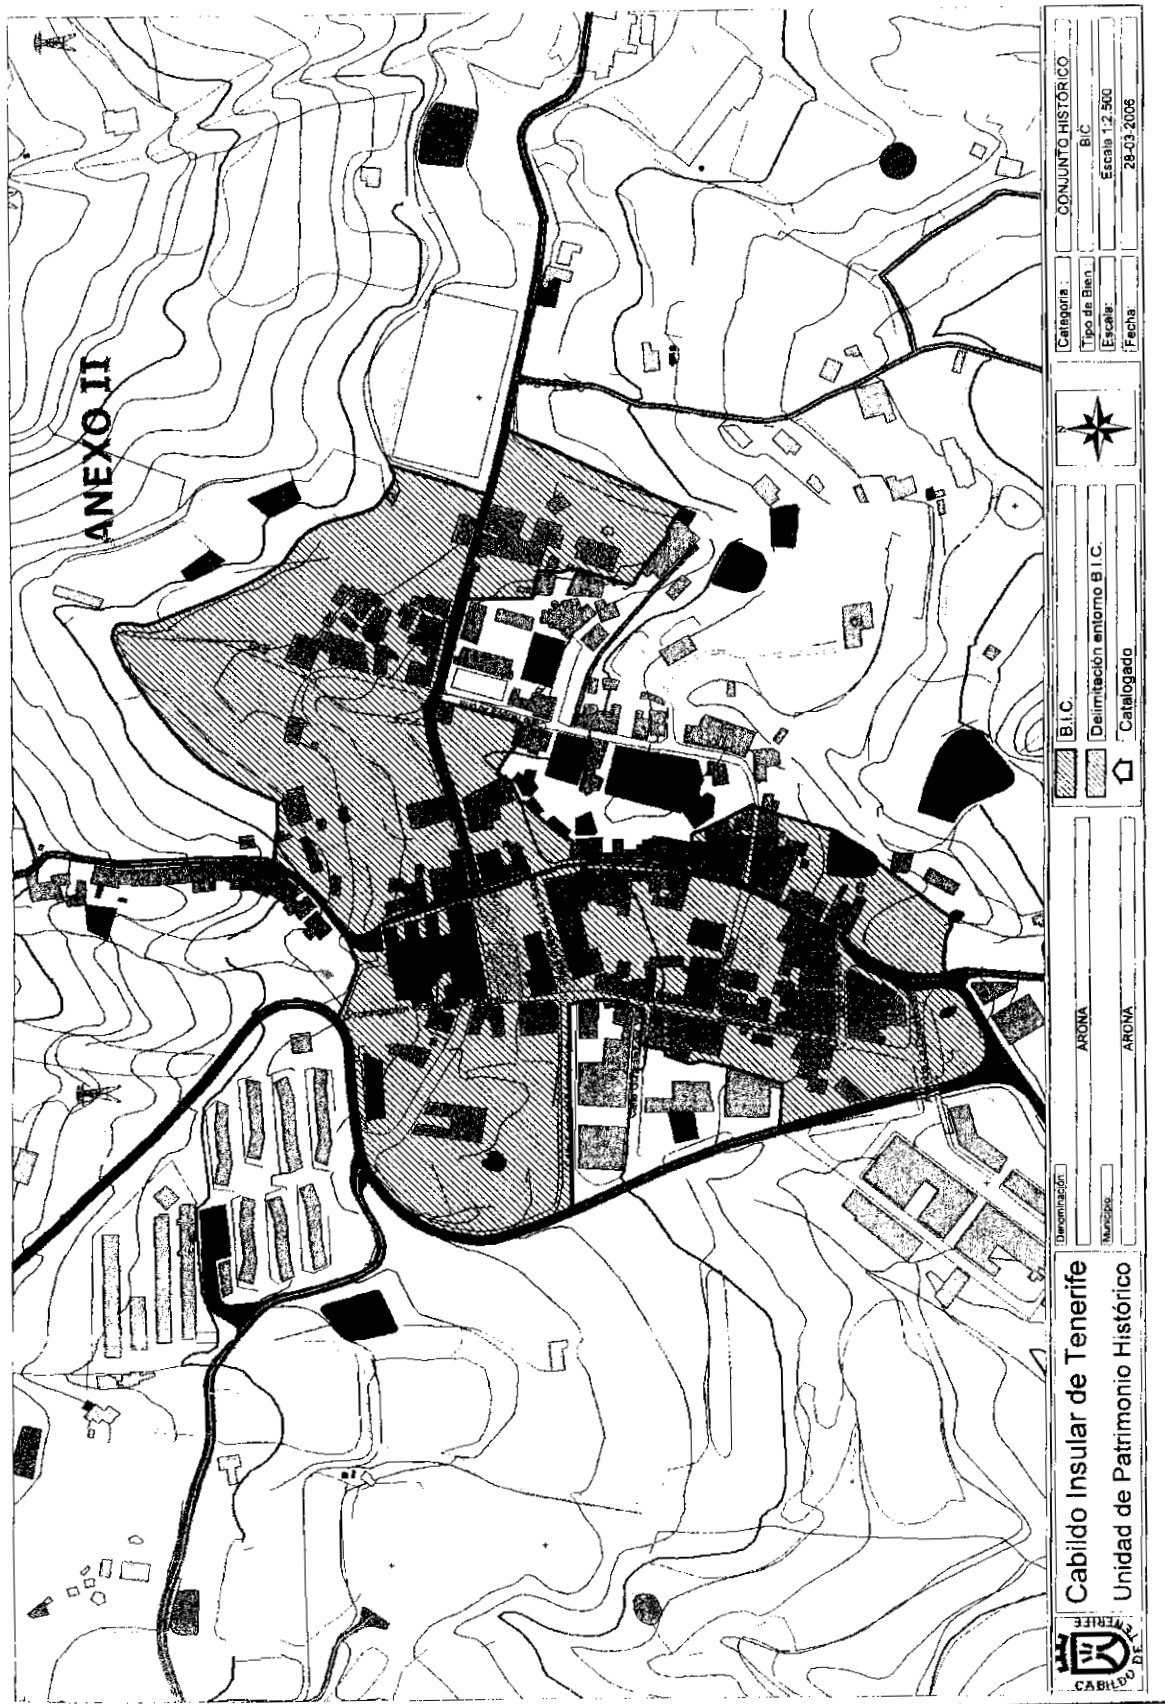 ANEXO II
CABILDO DE TENERIFE
Cabildo Insular de Tenerife
Unidad de Patrimonio Histórico
Denominación:
ARONA
Municipio:
ARONA
B.I.C.
Delimitación entorno B.I.C.
Catalogado
N
Categoría:
CONJUNTO HISTÓRICO
Tipo de Bien:
BIC
Escala:
Escala 1:2.500
Fecha:
28-03-2006